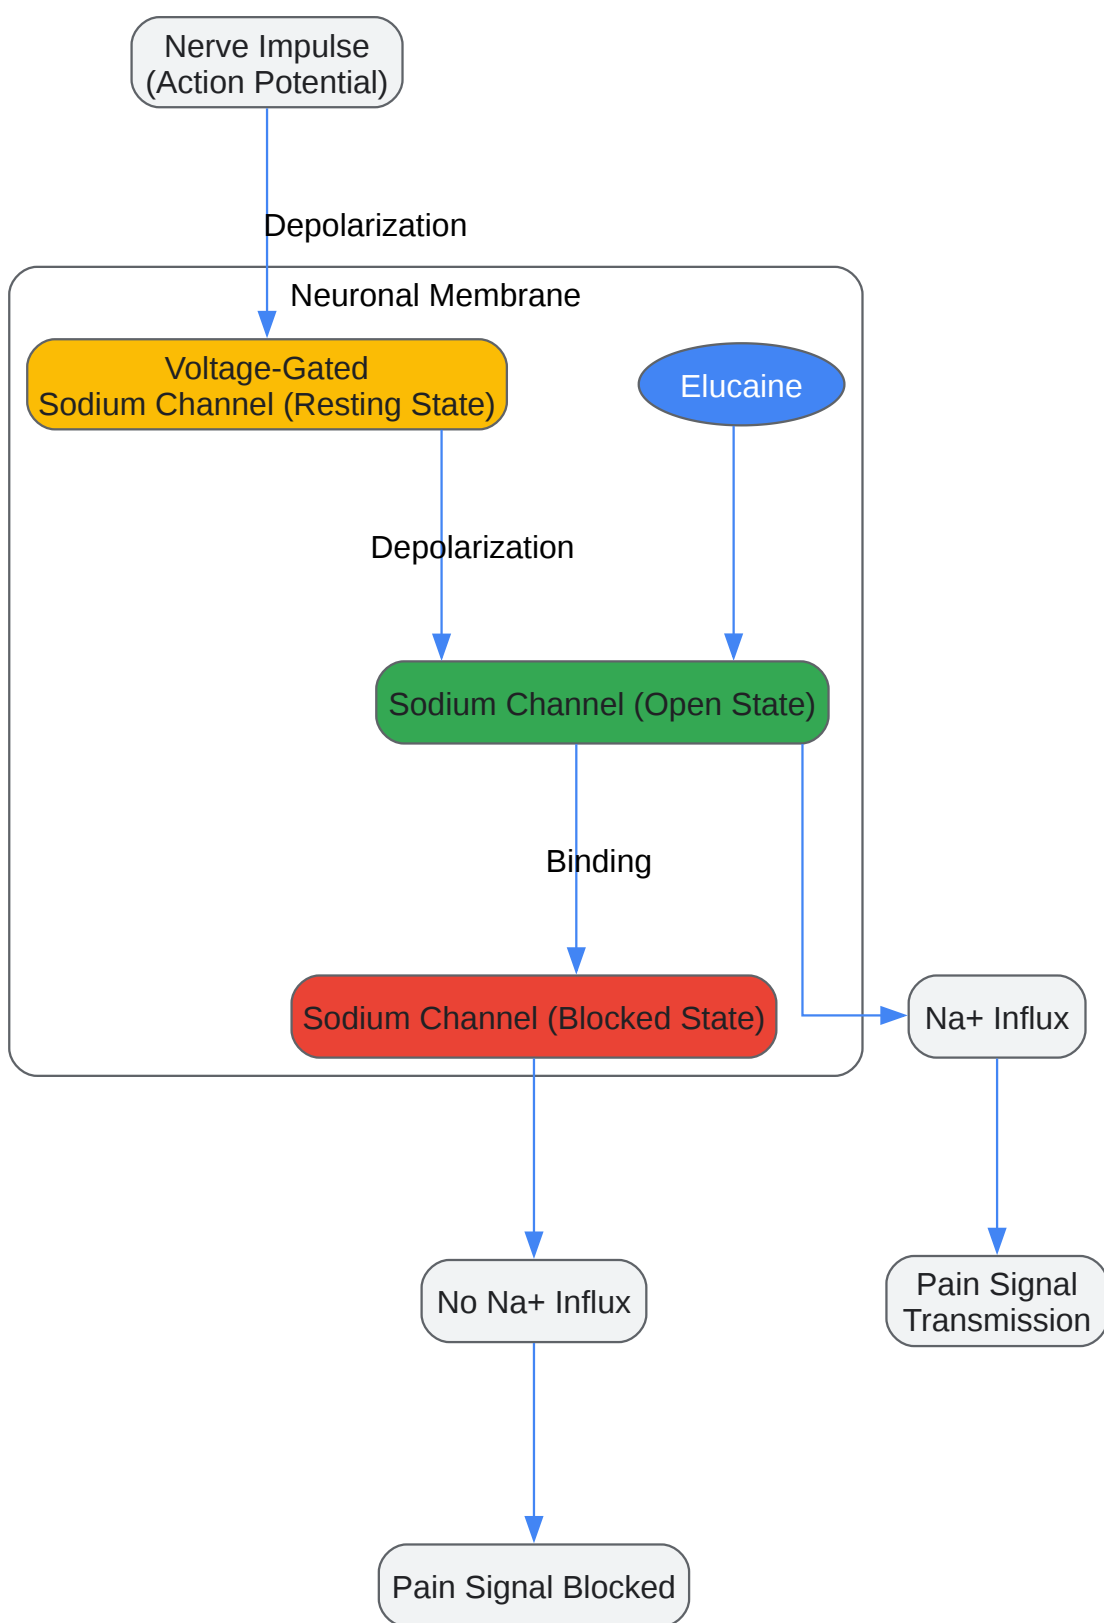 Nerve Impulse
(Action Potential)
Depolarization
Neuronal Membrane
Voltage-Gated
Sodium Channel (Resting State)
Elucaine
Depolarization
Sodium Channel (Open State)
Binding
Sodium Channel (Blocked State)
Na+ Influx
No Na+ Influx
Pain Signal
Transmission
Pain Signal Blocked